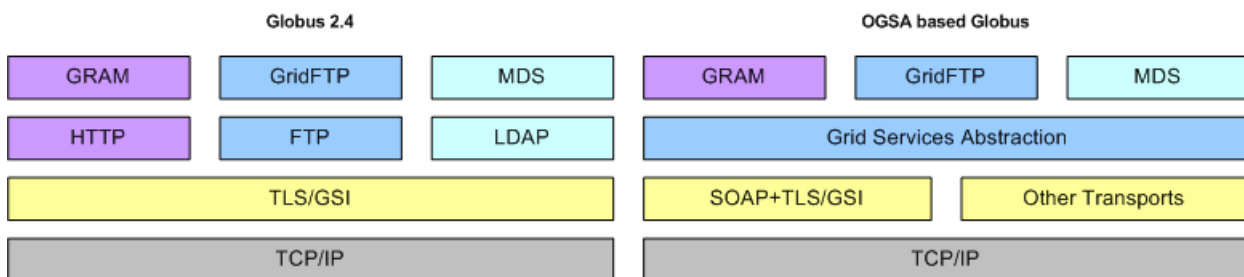 Globus 2.4
OGSA based Globus
GRAM GridFTP MDS GRAM GridFTP MDS
HTTP FTP LDAP Grid Services Abstraction
TLS/GSI SOAP+TLS/GSI Other Transports
TCP/IP TCP/IP